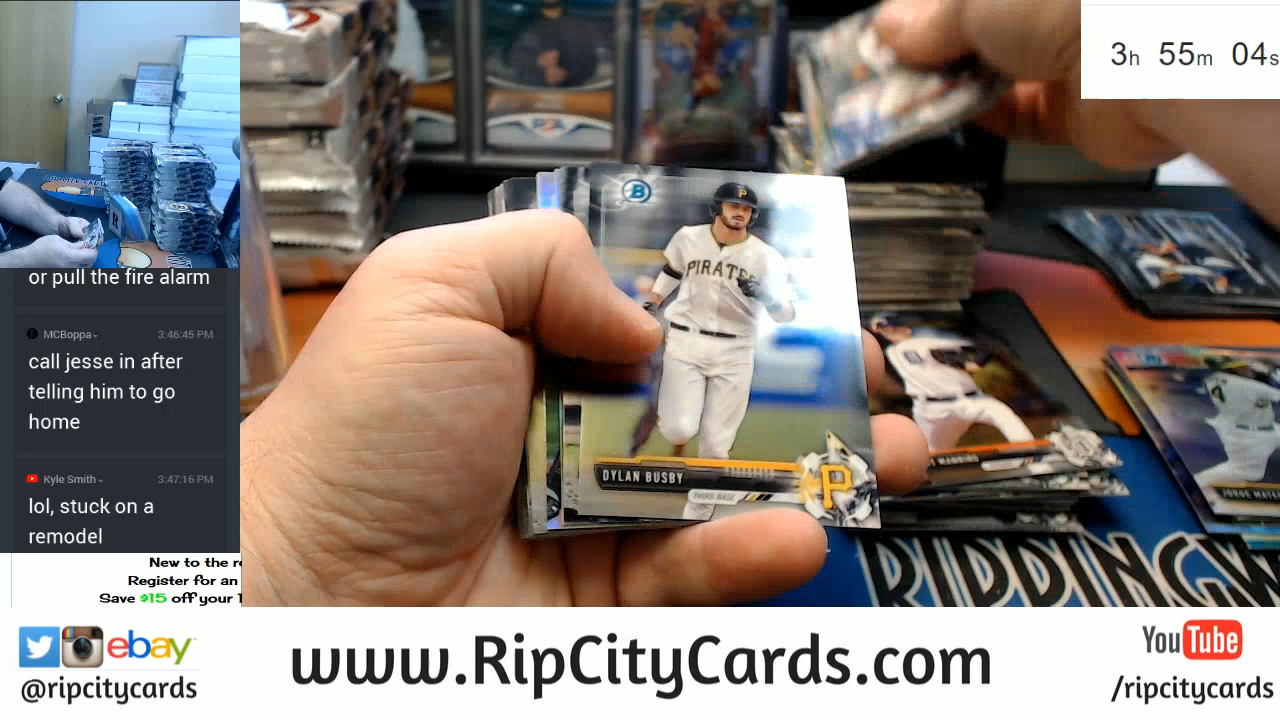 3h 55m 04s
or pull the fire alarm
MCBoppa 3:46:45 PM
call jesse in after
telling him to go
home
Kyle Smith 3:47:16 PM
lol, stuck on a
remodel
New to the
Register for an
Save $15 off your
B
P
PIRATES
DYLAN BUSBY
THIRD BASE
P
RIPPINGW
ebay
@ripcitycards
www.RipCityCards.com
YouTube
/ripcitycards